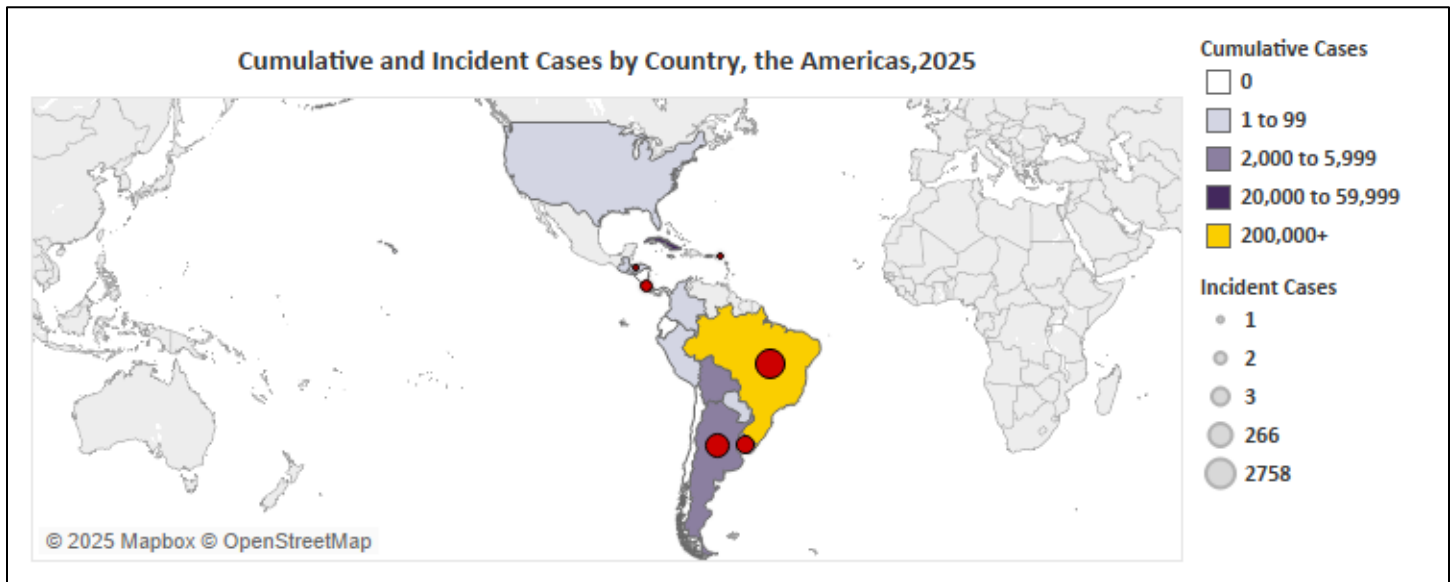 Cumulative and Incident Cases by Country, the Americas,2025
Cumulative Cases
0
1 to 99
2,000 to 5,999
20,000 to 59,999
200,000+
Incident Cases
1
2
3
266
2758
© 2025 Mapbox © OpenStreetMap